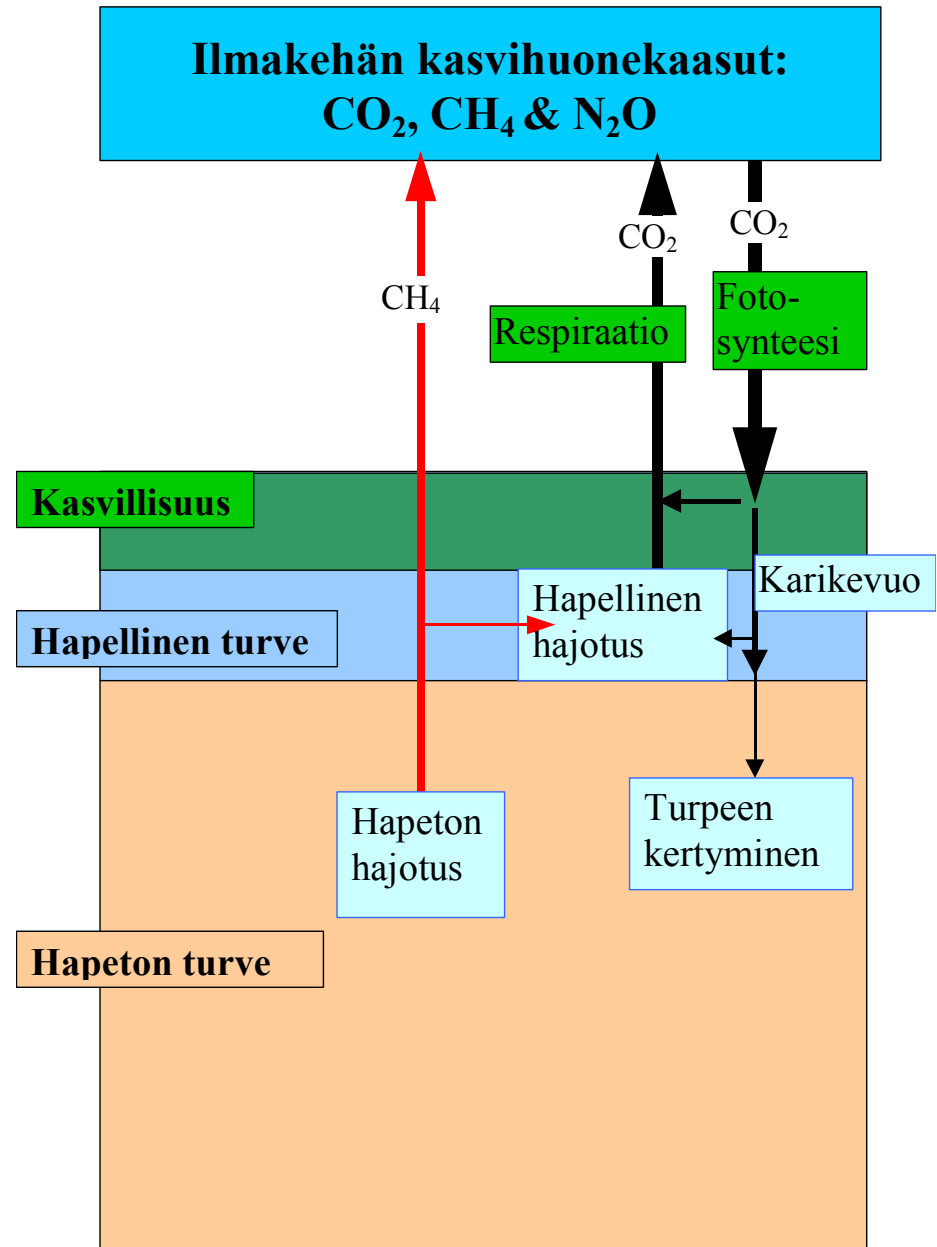 Ilmakehän kasvihuonekaasut:
CO₂, CH₄ & N₂O
CO₂
CO₂
CH₄
Respiraatio
Foto-
synteesi
Kasvillisuus
Karikevuo
Hapellinen
hajotus
Hapellinen turve
Hapeton
hajotus
Turpeen
kertyminen
Hapeton turve